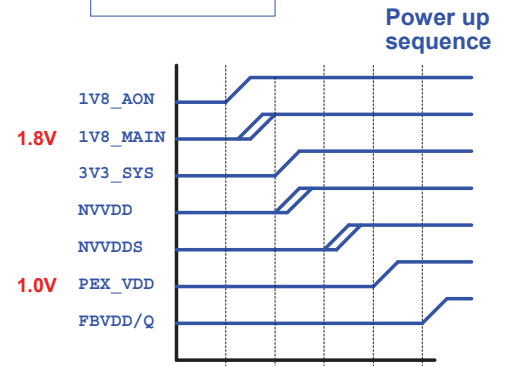 Power up
sequence
1V8_AON
1.8V 1V8_MAIN
3V3_SYS
NVVDD
NVVDDS
1.0V PEX_VDD
FBVDD/Q